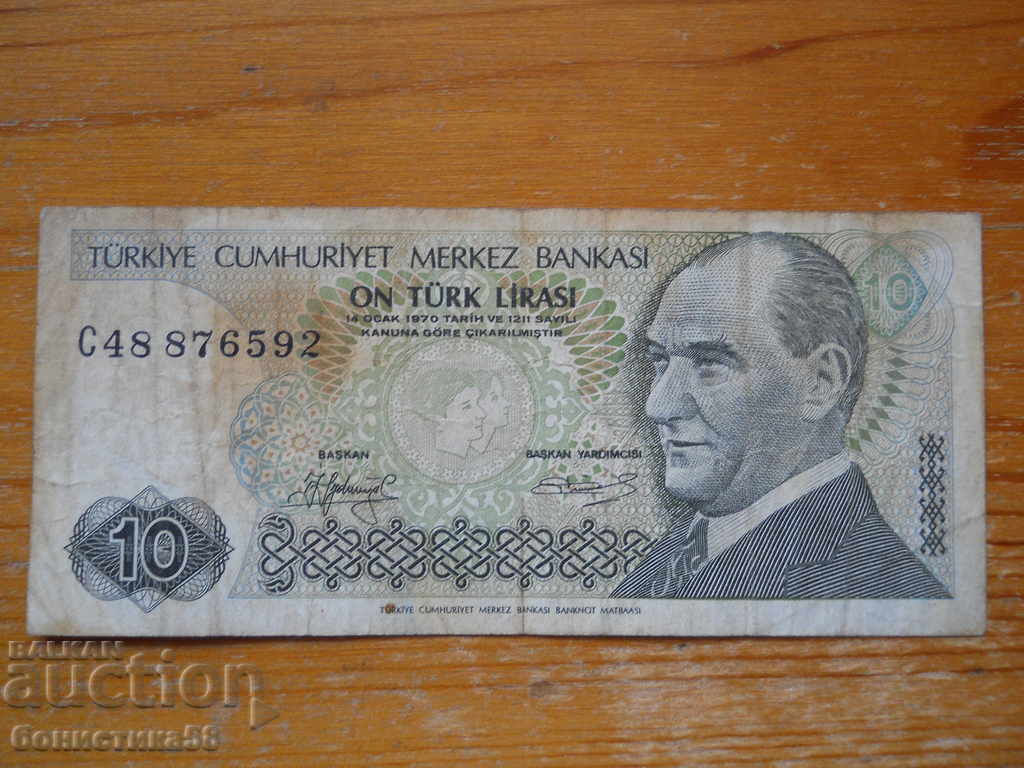 TÜRKİYE CUMHURİYET MERKEZ BANKASI
ON TÜRK LİRASI
14 OCAK 1970 TARİH VE 1211 SAYILI
KANUNA GÖRE ÇIKARILMIŞTIR
10
C48 876592
BAŞKAN
BAŞKAN YARDIMCISI
10
TÜRKİYE CUMHURİYET MERKEZ BANKASI BANKNOT MATBAASI
BALKAN
auction
бонистика58